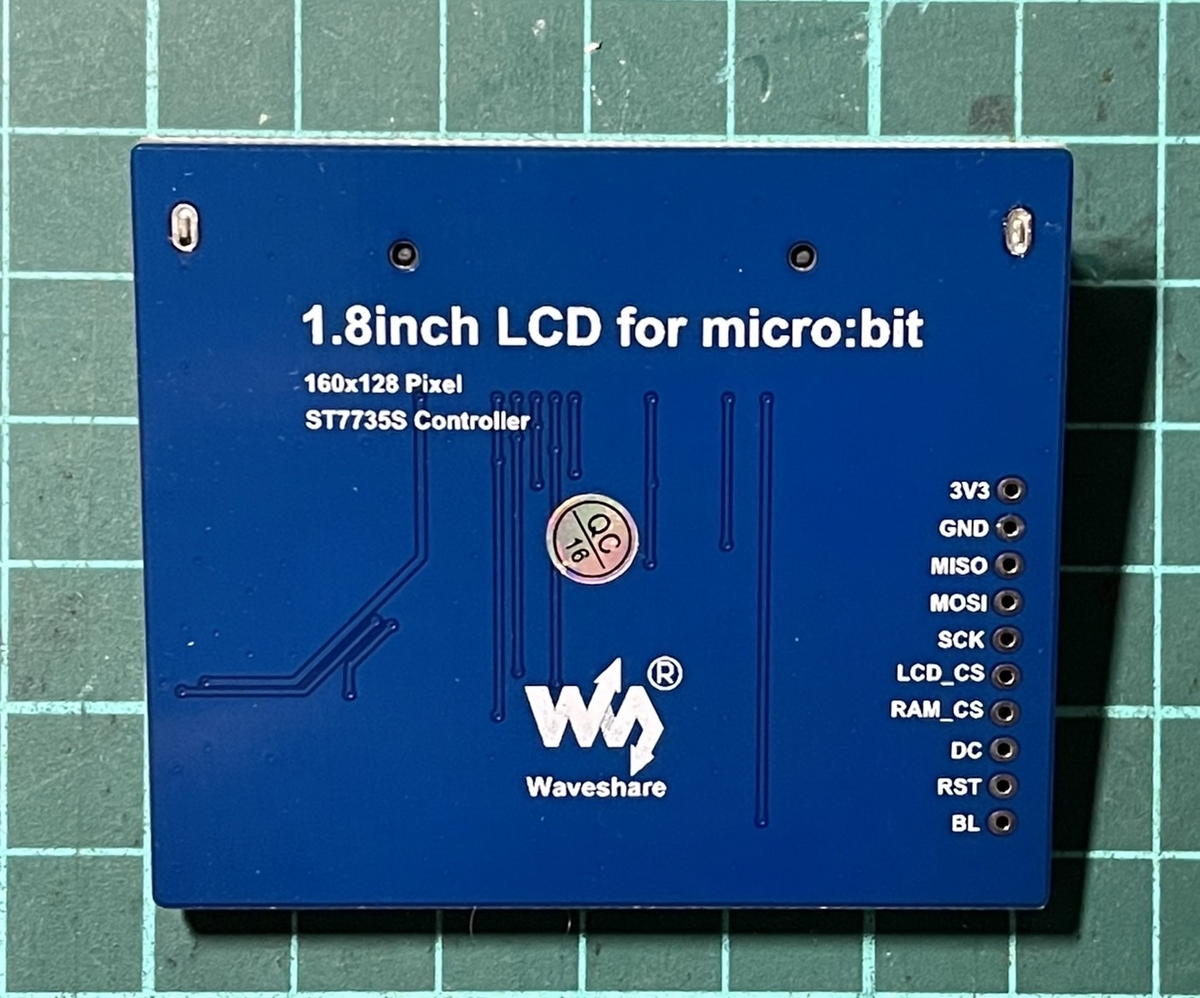 1.8inch LCD for micro:bit
160x128 Pixel
ST7735S Controller
3V3
GND
QC
16
MISO
MOSI
SCK
LCD_CS
®
RAM_CS
DC
Waveshare
RST
BL